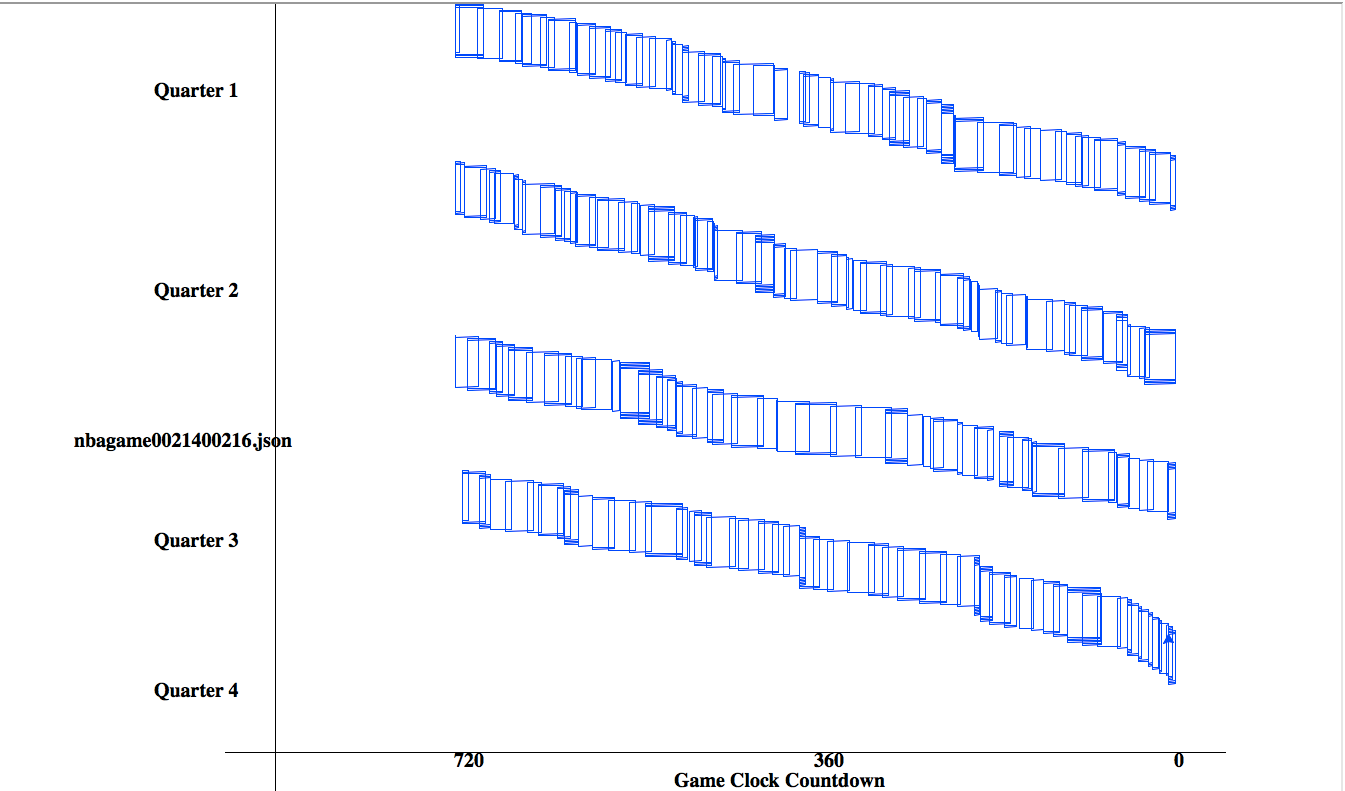 Quarter 1
Quarter 2
nbagame0021400216.json
Quarter 3
Quarter 4
720 360 0
Game Clock Countdown